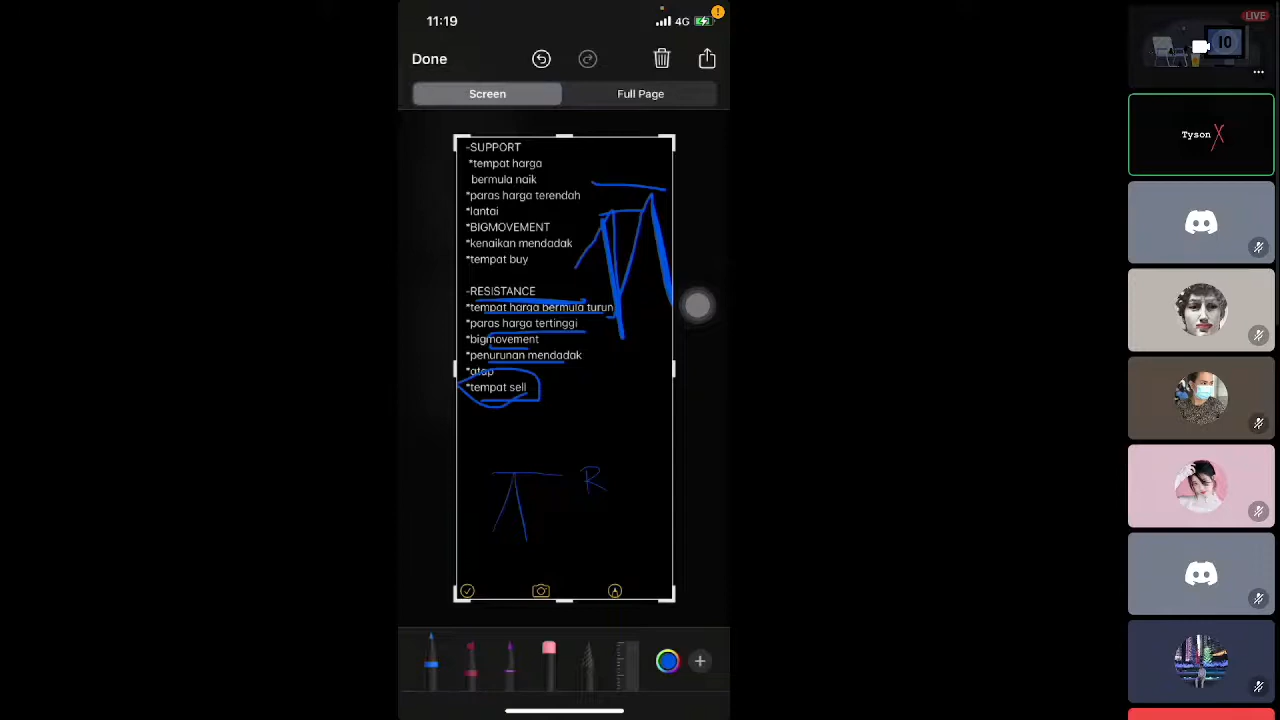 11:19
4G
!
LIVE
Done
10
Screen
Full Page
Tyson X
-SUPPORT
*tempat harga
bermula naik
*paras harga terendah
*lantai
*BIGMOVEMENT
*kenaikan mendadak
*tempat buy
-RESISTANCE
*tempat harga bermula turun
*paras harga tertinggi
*bigmovement
*penurunan mendadak
*atap
*tempat sell
R